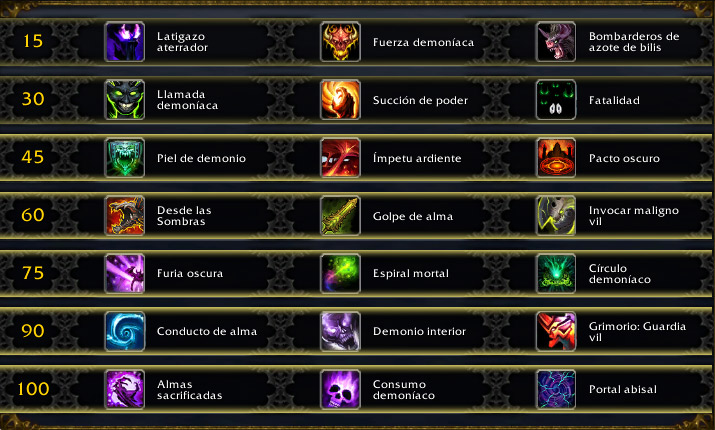 15
Latigazo
aterrador
Fuerza demoníaca
Bombarderos de
azote de bilis
30
Llamada
demoníaca
Succión de poder
Fatalidad
45
Piel de demonio
Ímpetu ardiente
Pacto oscuro
60
Desde las
Sombras
Golpe de alma
Invocar maligno
vil
75
Furia oscura
Espiral mortal
Círculo
demoníaco
90
Conducto de alma
Demonio interior
Grimorio: Guardia
vil
100
Almas
sacrificadas
Consumo
demoníaco
Portal abisal